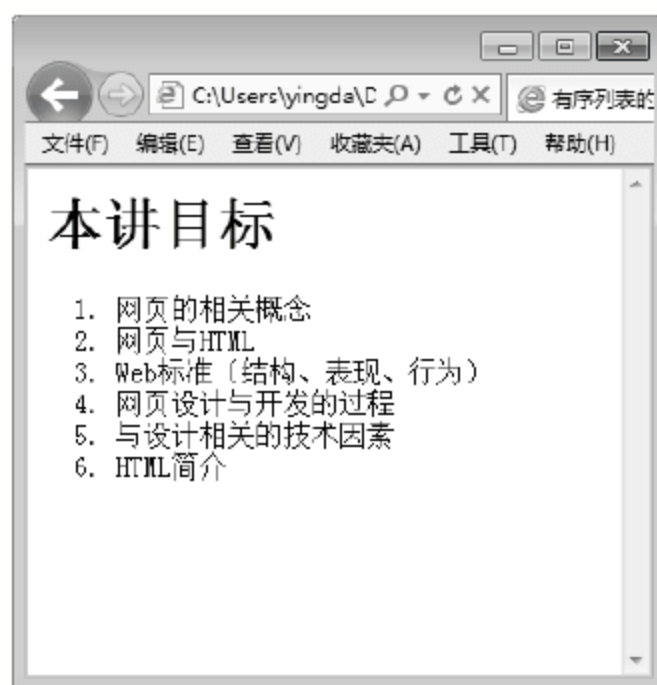 C:\Users\yingda\D
有序列表的
文件(F) 编辑(E) 查看(V) 收藏夹(A) 工具(T) 帮助(H)
本讲目标
1. 网页的相关概念
2. 网页与HTML
3. Web标准（结构、表现、行为）
4. 网页设计与开发的过程
5. 与设计相关的技术因素
6. HTML简介